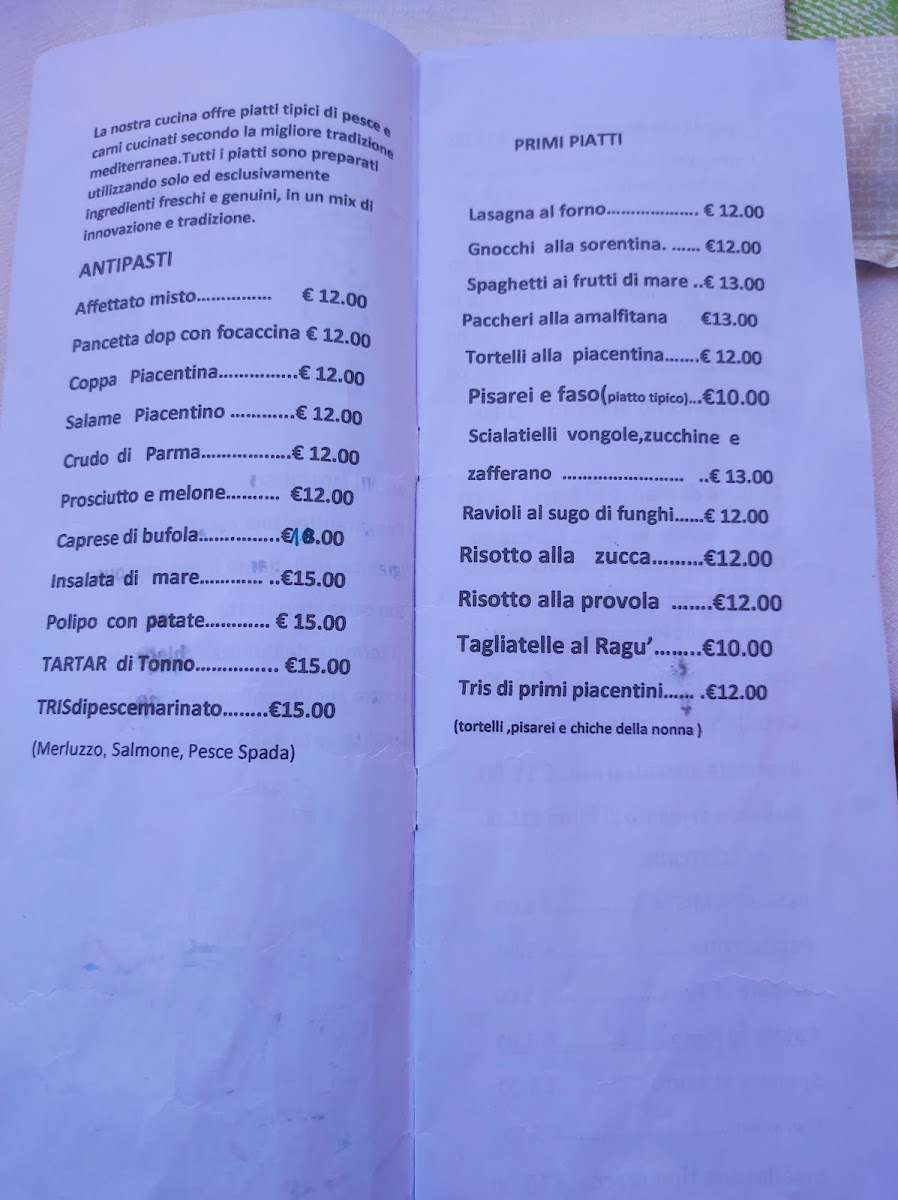 La nostra cucina offre piatti tipici di pesce e
carni cucinati secondo la migliore tradizione
mediterranea.Tutti i piatti sono preparati
utilizzando solo ed esclusivamente
ingredienti freschi e genuini, in un mix di
innovazione e tradizione.
ANTIPASTI
Affettato misto............... € 12.00
Pancetta dop con focaccina € 12.00
Coppa Piacentina...............€ 12.00
Salame Piacentino ............€ 12.00
Crudo di Parma.................€ 12.00
Prosciutto e melone.......... €12.00
Caprese di bufola...............€ .00
Insalata di mare............ ..€15.00
Polipo con patate............ € 15.00
TARTAR di Tonno............... €15.00
TRISdipescemarinato........€15.00
(Merluzzo, Salmone, Pesce Spada)
PRIMI PIATTI
Lasagna al forno................... € 12.00
Gnocchi alla sorentina. ...... €12.00
Spaghetti ai frutti di mare ..€ 13.00
Paccheri alla amalfitana €13.00
Tortelli alla piacentina.......€ 12.00
Pisarei e faso(piatto tipico)...€10.00
Scialatielli vongole,zucchine e
zafferano ......................... ..€ 13.00
Ravioli al sugo di funghi......€ 12.00
Risotto alla zucca.........€12.00
Risotto alla provola .......€12.00
Tagliatelle al Ragu’........€10.00
Tris di primi piacentini...... .€12.00
(tortelli ,pisarei e chiche della nonna )